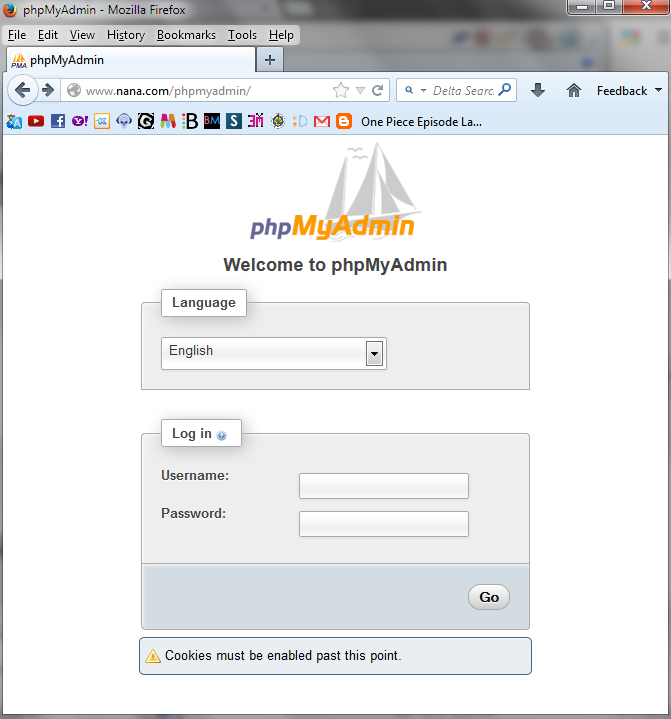 phpMyAdmin - Mozilla Firefox
File Edit View History Bookmarks Tools Help
PMA phpMyAdmin
www.nana.com/phpmyadmin/ Delta Searc Feedback
One Piece Episode La...
phpMyAdmin
Welcome to phpMyAdmin
Language
English
Log in
Username:
Password:
Go
Cookies must be enabled past this point.